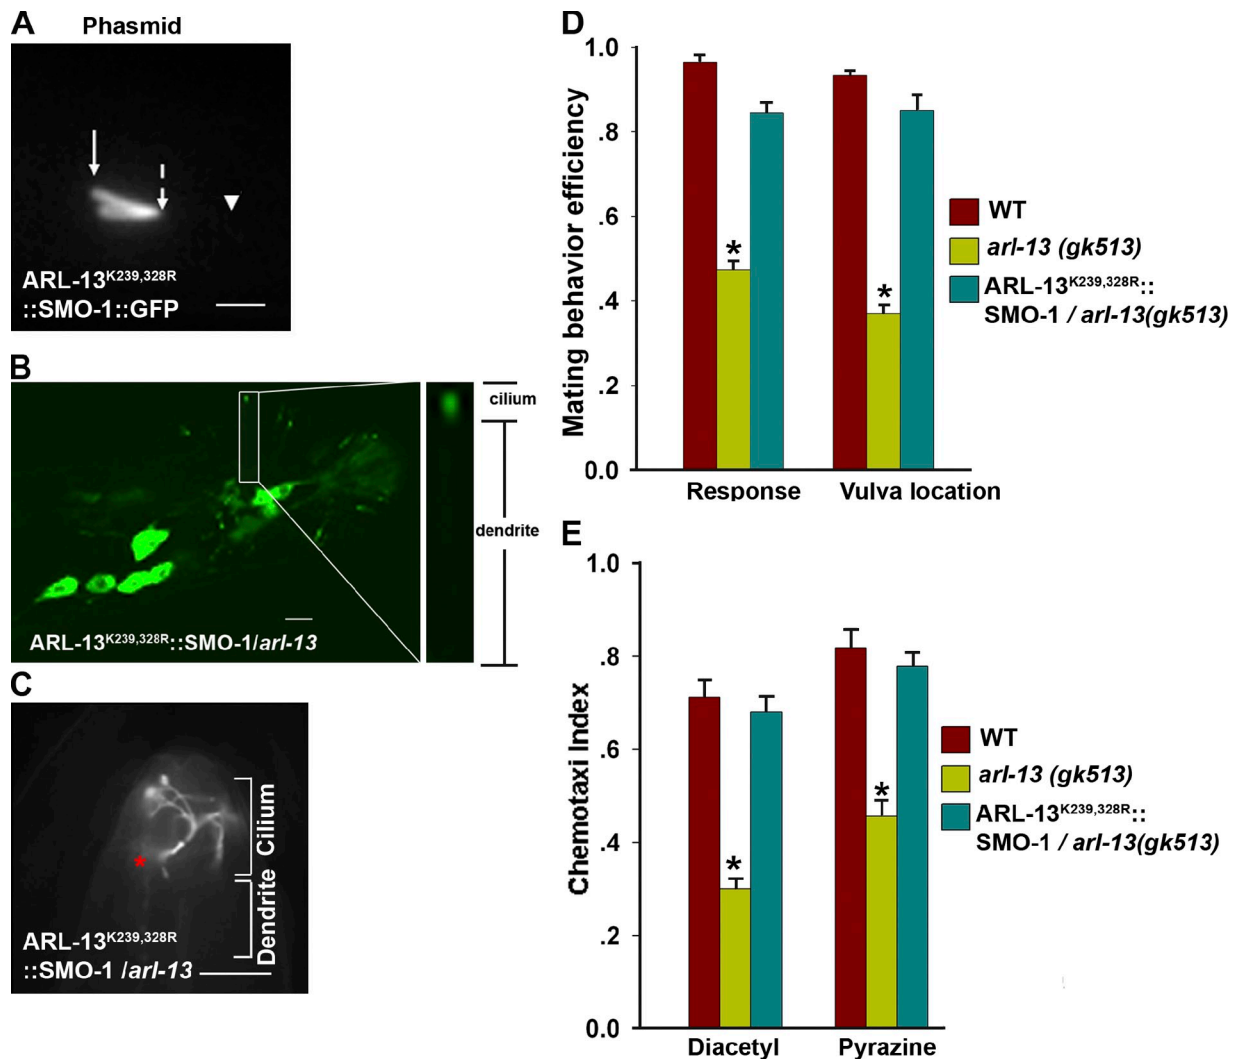 A
Phasmid
ARL-13K239,328R
::SMO-1::GFP
B
cilium
dendrite
ARL-13K239,328R::SMO-1/arl-13
C
Cilium
Dendrite
*
ARL-13K239,328R
::SMO-1 /arl-13
D
Mating behavior efficiency
1.0
.8
.6
.4
.2
0.0
*
*
Response
Vulva location
WT
arl-13 (gk513)
ARL-13K239,328R::
SMO-1 / arl-13(gk513)
E
Chemotaxi Index
1.0
.8
.6
.4
.2
0.0
*
*
Diacetyl
Pyrazine
WT
arl-13 (gk513)
ARL-13K239,328R::
SMO-1 / arl-13(gk513)